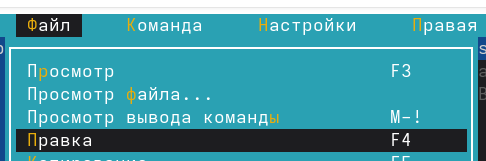 Файл Команда Настройки Правая
Просмотр F3
Просмотр файла...
Просмотр вывода команды M-!
Правка F4